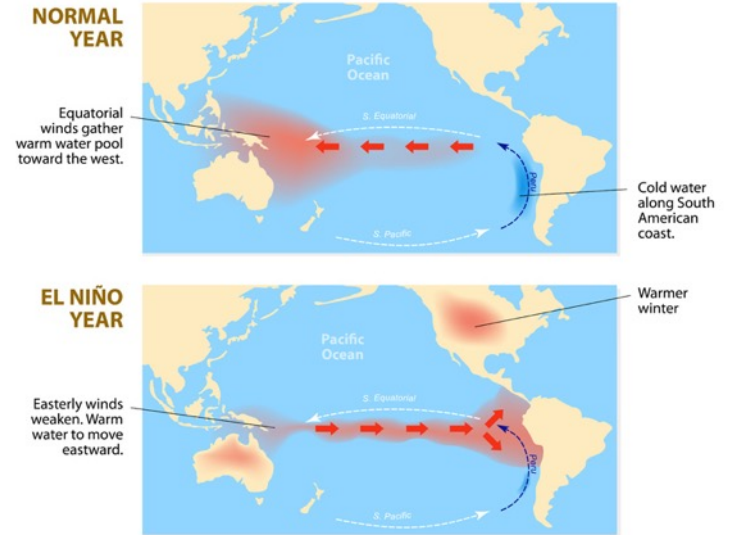 NORMAL
YEAR
Pacific
Ocean
Equatorial
winds gather
warm water pool
toward the west.
S. Equatorial
Peru
Cold water
along South
American
coast.
S. Pacific
EL NIÑO
YEAR
Warmer
winter
Pacific
Ocean
Easterly winds
weaken. Warm
water to move
eastward.
S. Equatorial
Peru
S. Pacific